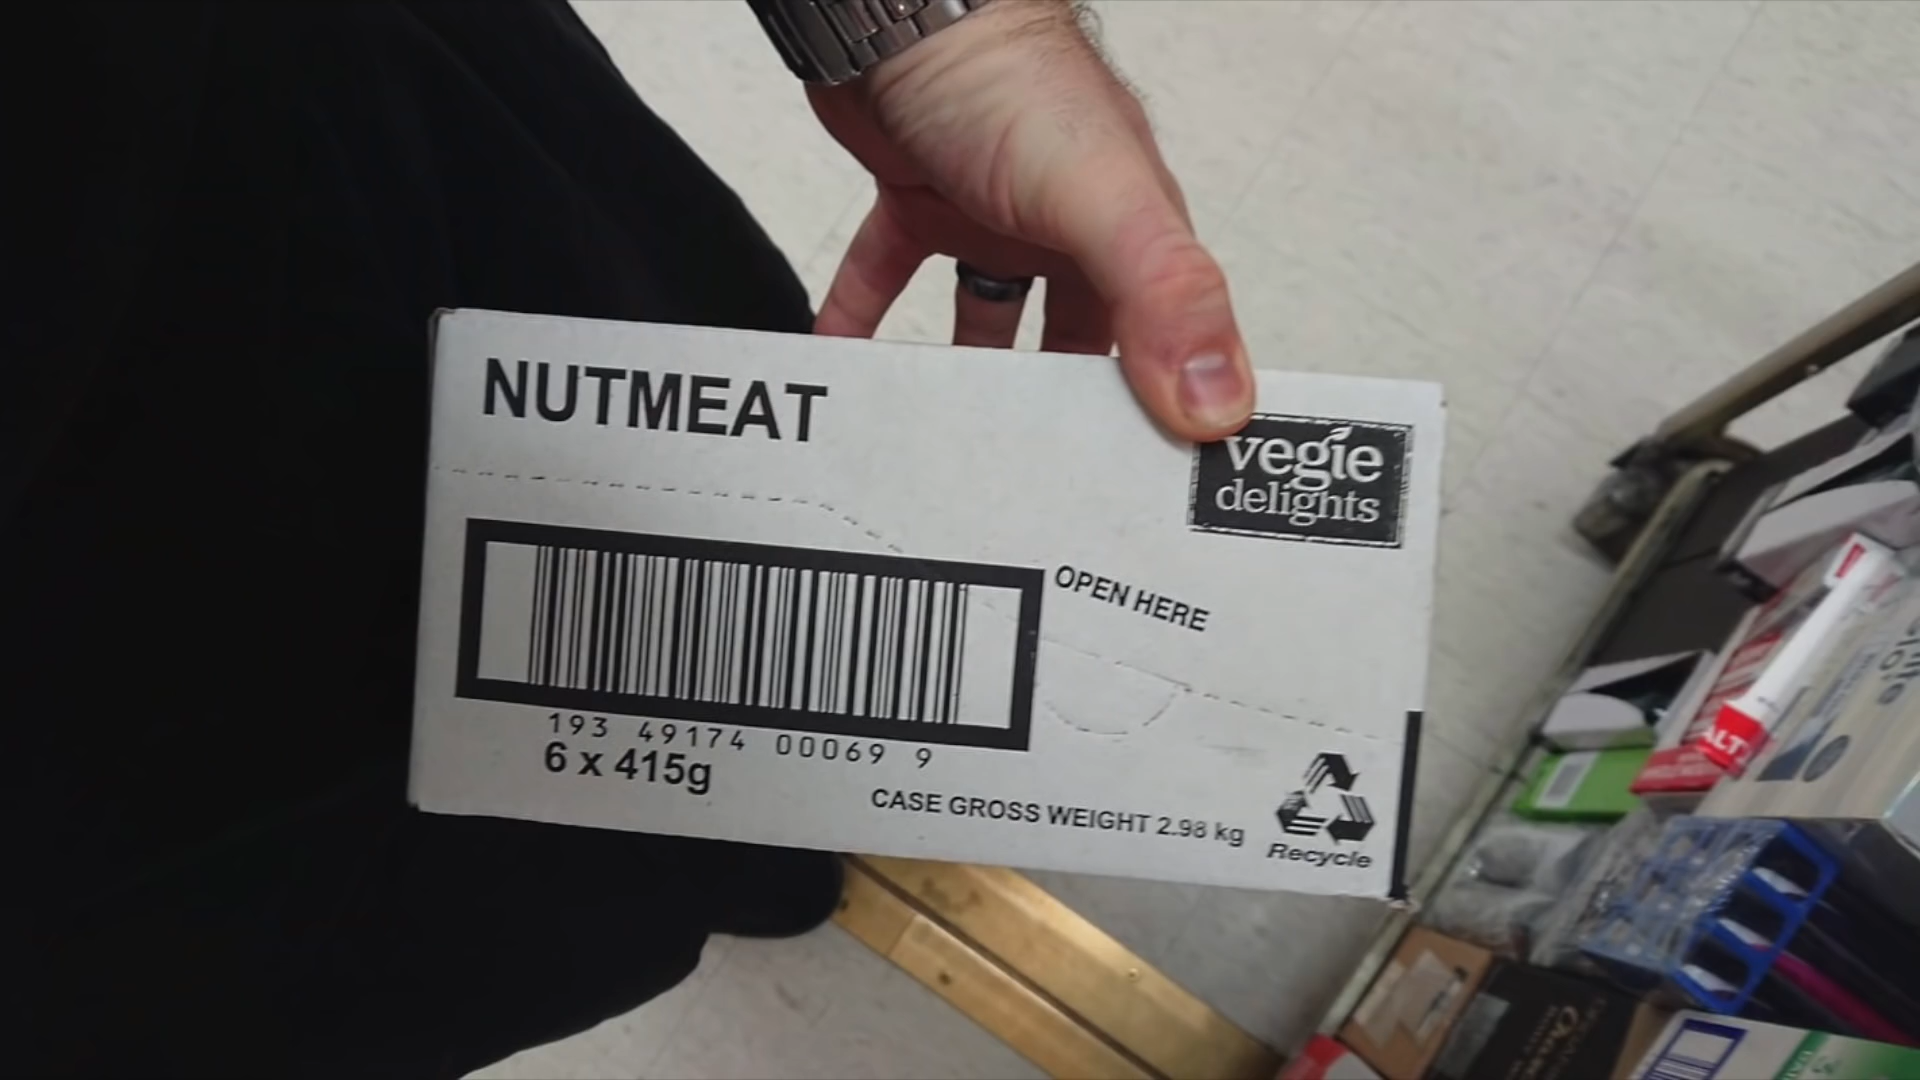 NUTMEAT
vegie
delights
OPEN HERE
193 49174 00069 9
6 x 415g
CASE GROSS WEIGHT 2.98 kg
Recycle